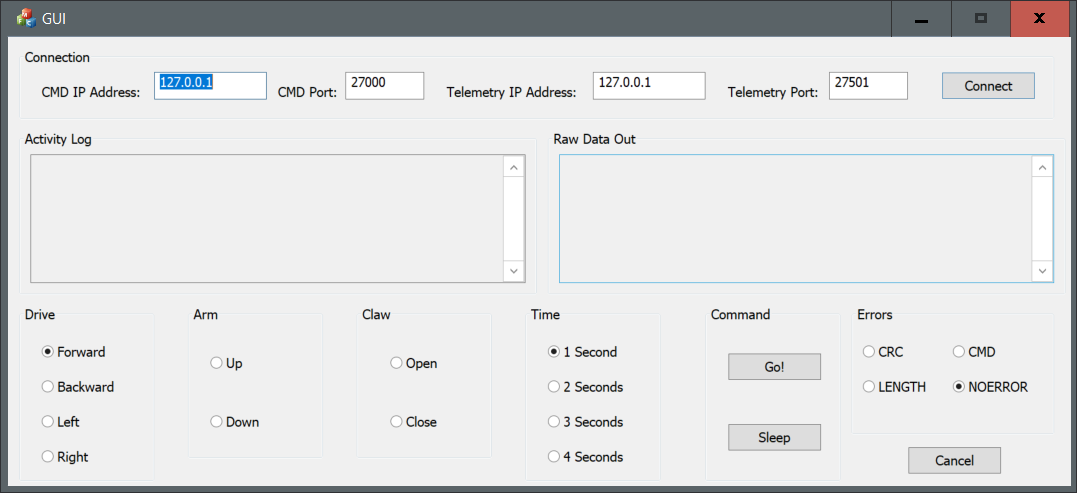 GUI
Connection
CMD IP Address: 127.0.0.1 CMD Port: 27000 Telemetry IP Address: 127.0.0.1 Telemetry Port: 27501 Connect
Activity Log Raw Data Out
Drive Arm Claw Time Command Errors
Forward Up Open 1 Second Go! CRC CMD
Backward 2 Seconds LENGTH NOERROR
Left Down Close 3 Seconds Sleep
Right 4 Seconds Cancel